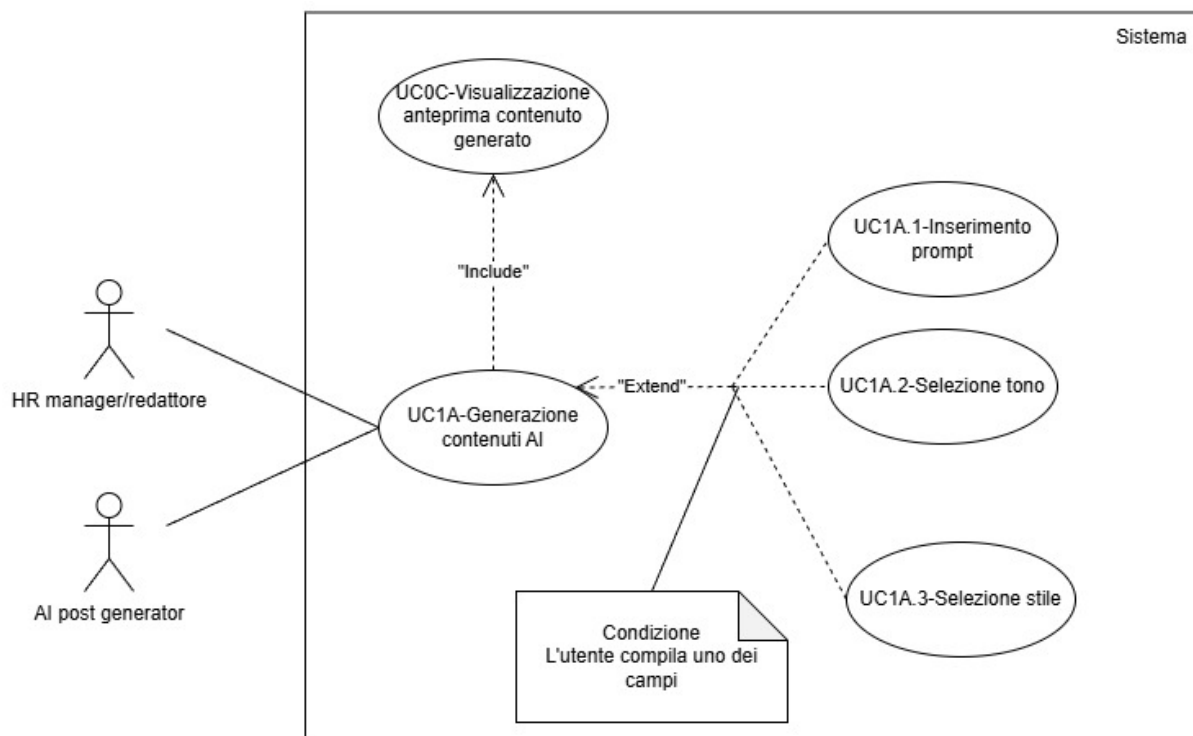 Sistema
UC0C-Visualizzazione
anteprima contenuto
generato
UC1A.1-Inserimento
prompt
"Include"
HR manager/redattore
UC1A-Generazione
contenuti AI
"Extend"
UC1A.2-Selezione tono
AI post generator
UC1A.3-Selezione stile
Condizione
L'utente compila uno dei
campi